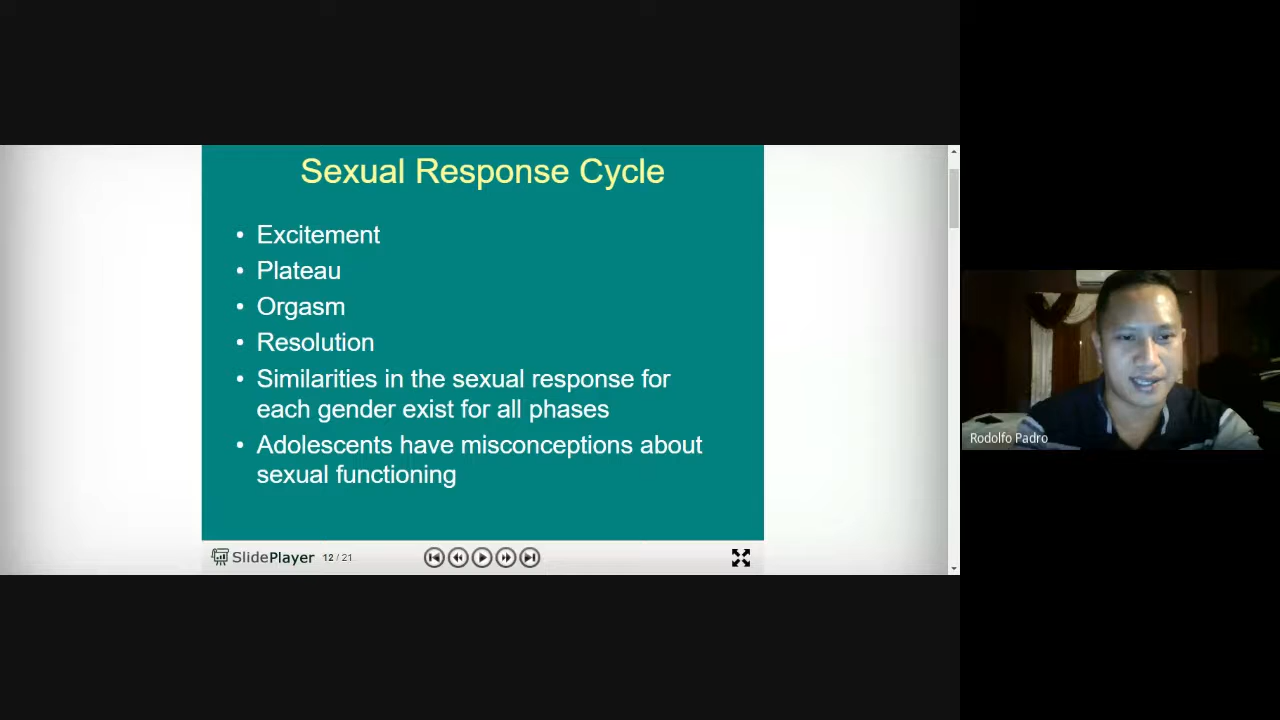 Sexual Response Cycle
• Excitement
• Plateau
• Orgasm
• Resolution
• Similarities in the sexual response for
each gender exist for all phases
• Adolescents have misconceptions about
sexual functioning
SlidePlayer 12 / 21
Rodolfo Padro